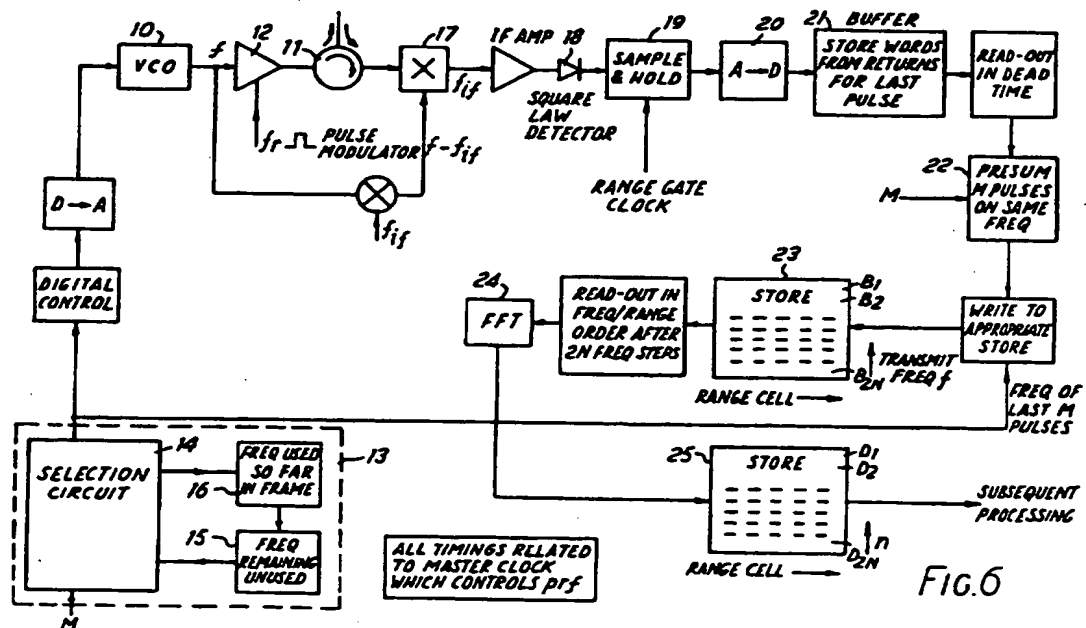 10
VCO
f
12
11
17
X
f_if
IF AMP
18
SQUARE
LAW
DETECTOR
19
SAMPLE
& HOLD
RANGE GATE
CLOCK
20
A→D
21 BUFFER
STORE WORDS
FROM RETURNS
FOR LAST
PULSE
READ-OUT
IN DEAD
TIME
fr PULSE
MODULATOR
f-f_if
f_if
D→A
DIGITAL
CONTROL
22
PRESUM
M PULSES
ON SAME
FREQ
M
WRITE TO
APPROPRIATE
STORE
23
STORE
B1
B2
B2N
TRANSMIT
FREQ f
RANGE CELL
READ-OUT IN
FREQ/RANGE
ORDER AFTER
2N FREQ STEPS
24
FFT
FREQ OF
LAST M
PULSES
13
14
SELECTION
CIRCUIT
FREQ USED
SO FAR
IN FRAME
16
15
FREQ
REMAINING
UNUSED
M
ALL TIMINGS RELATED
TO MASTER CLOCK
WHICH CONTROLS prf
25
STORE
D1
D2
D2N
n
RANGE CELL
SUBSEQUENT
PROCESSING
FIG.6